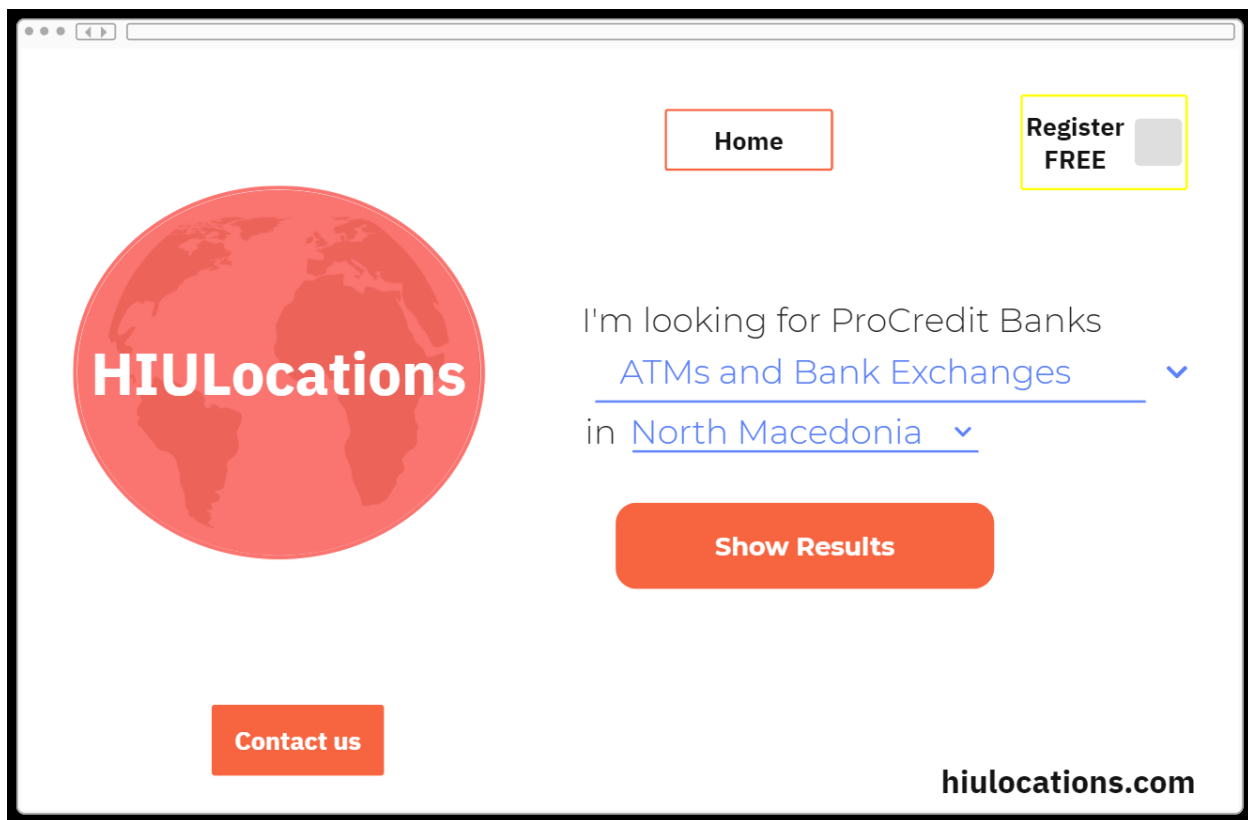 Home
Register
FREE
HIULocations
I'm looking for ProCredit Banks
ATMs and Bank Exchanges
in North Macedonia
Show Results
Contact us
hiulocations.com